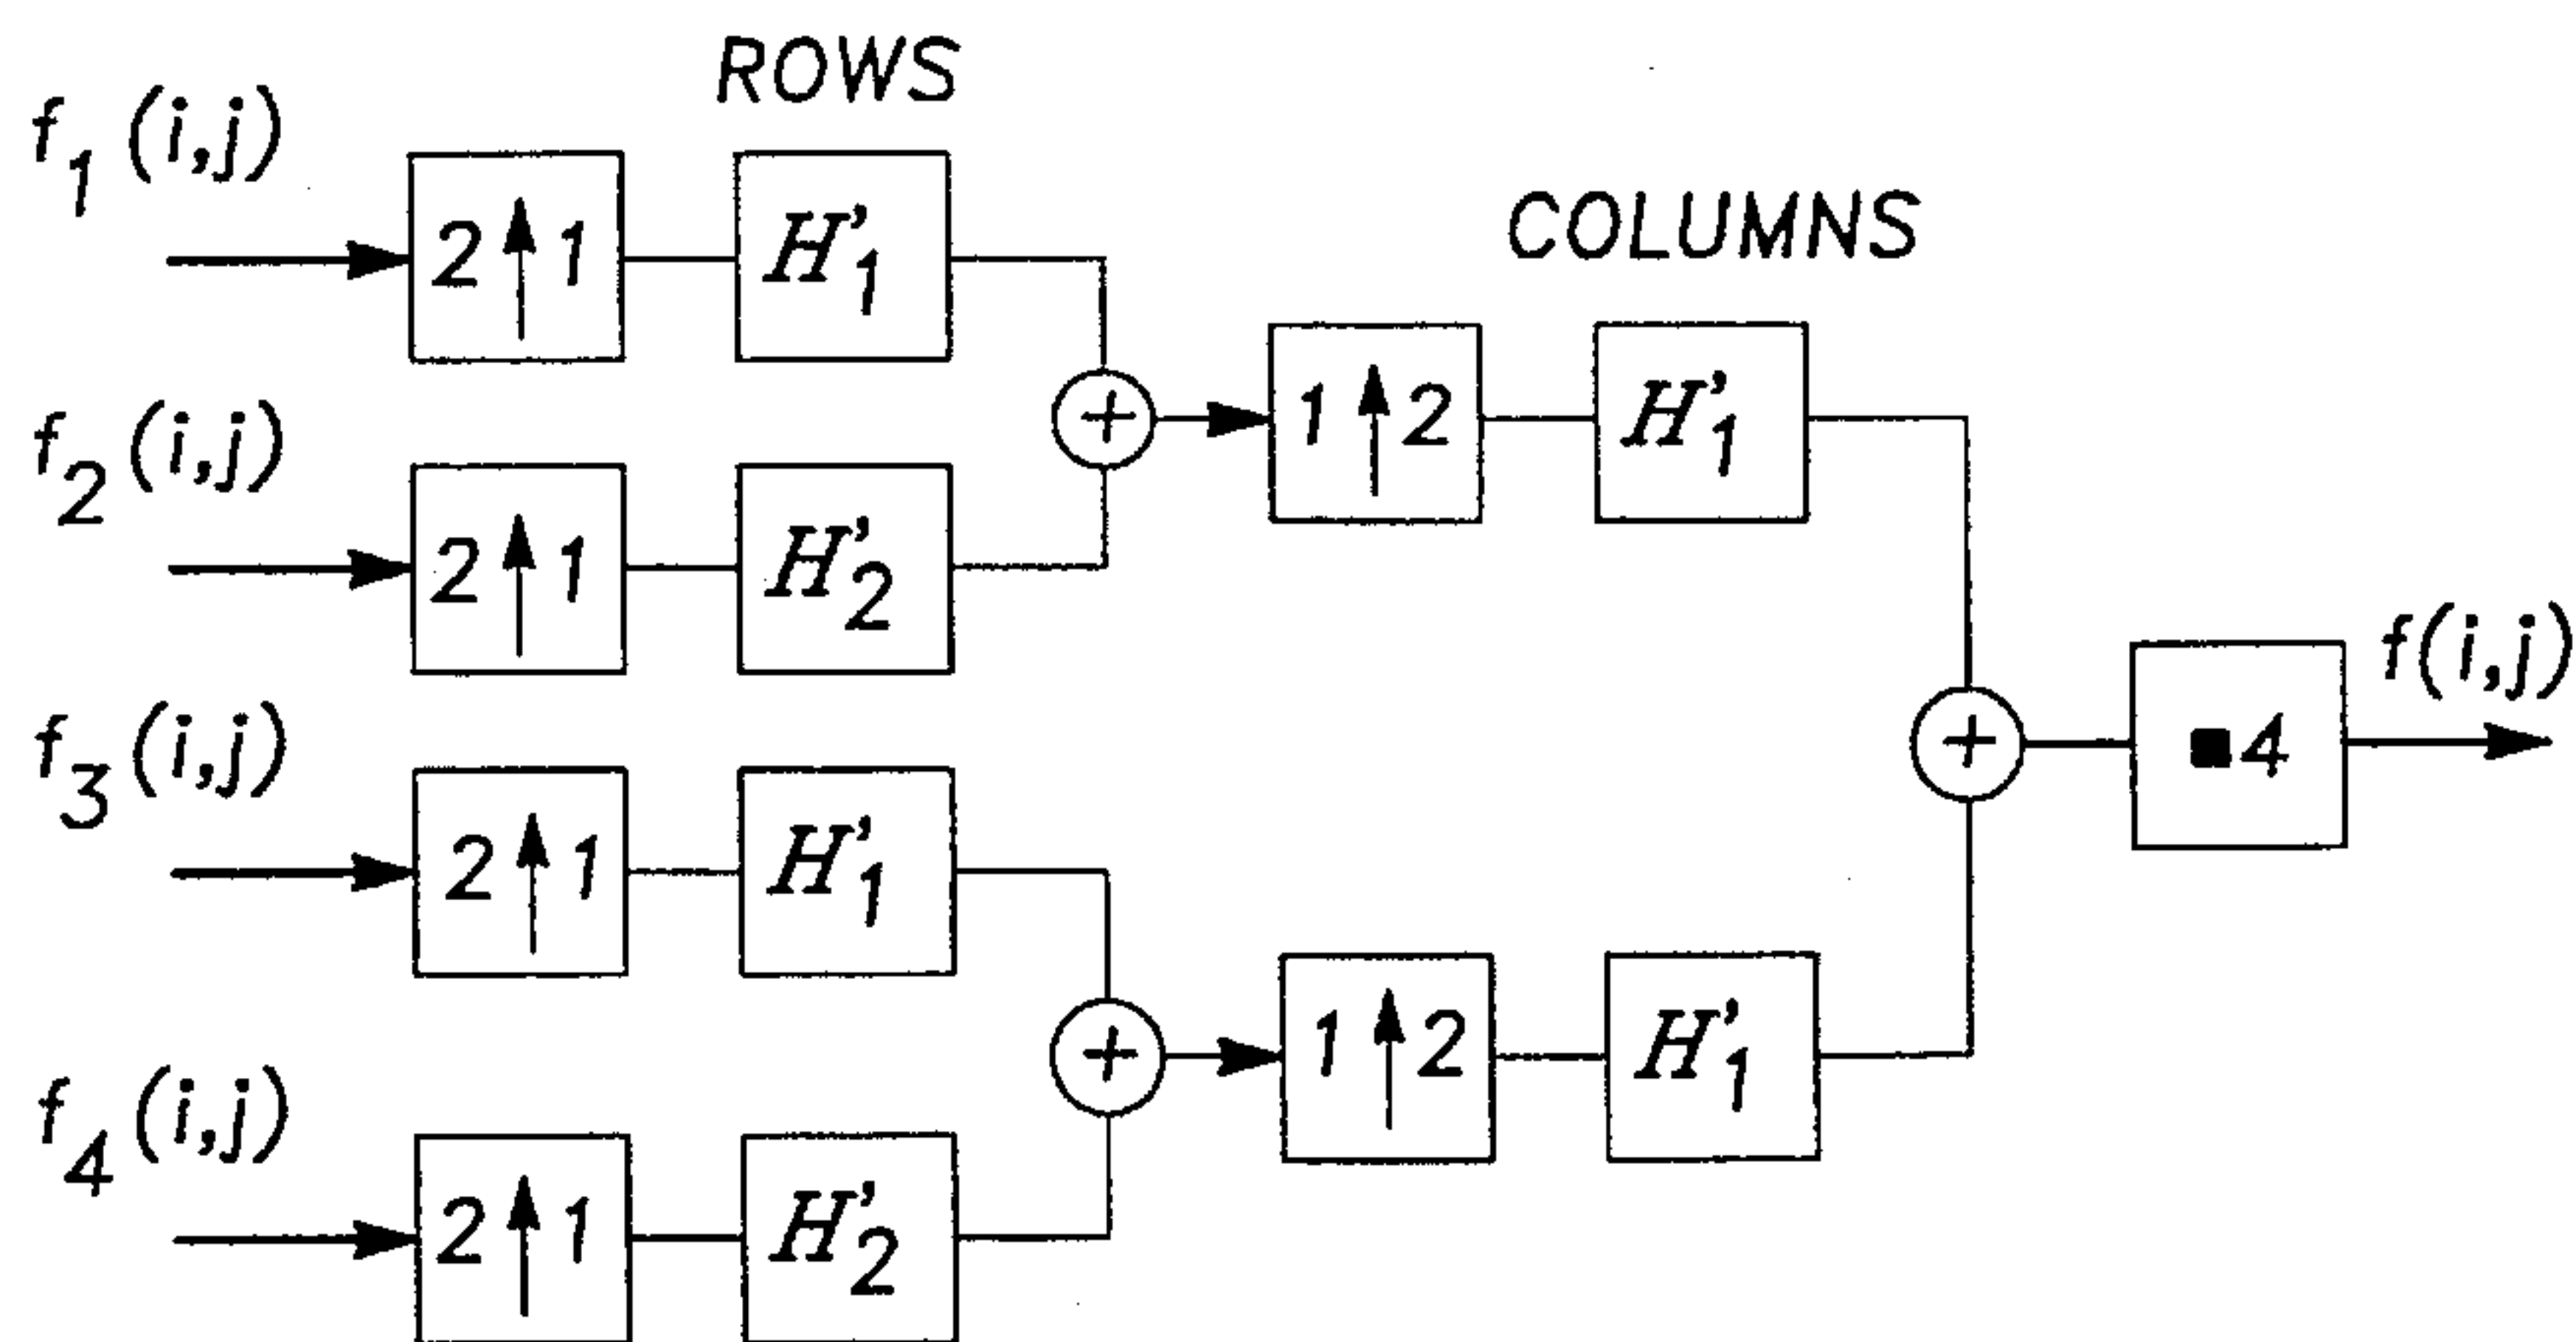 ROWS
f1 (i,j)
2↑1 H'1
COLUMNS
f2 (i,j)
2↑1 H'2
1↑2 H'1
f3 (i,j)
2↑1 H'1
■4 f(i,j)
f4 (i,j)
2↑1 H'2
1↑2 H'1